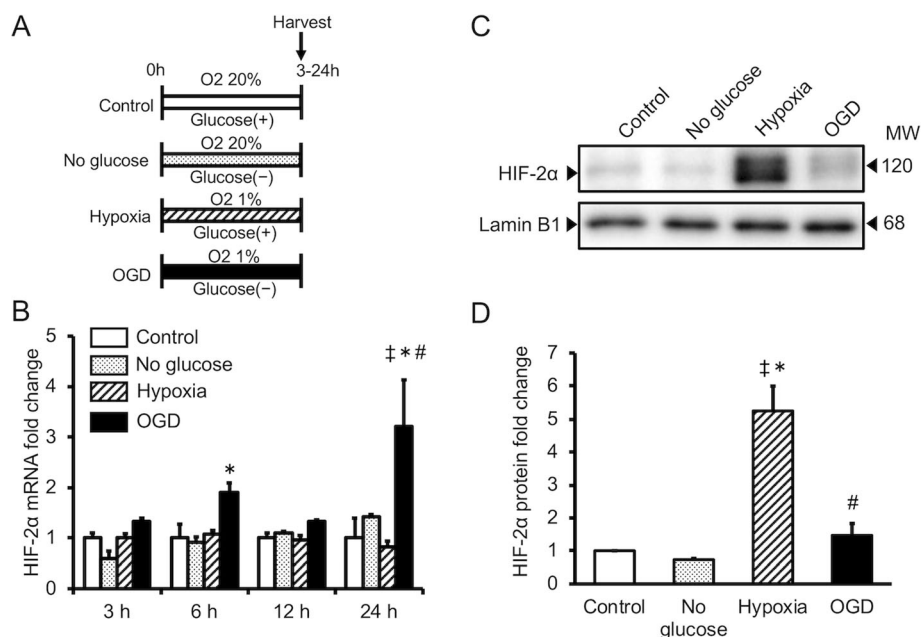 A
Harvest
0h
3-24h
O2 20%
Control
Glucose(+)
O2 20%
No glucose
Glucose(−)
O2 1%
Hypoxia
Glucose(+)
O2 1%
OGD
Glucose(−)
B
HIF-2α mRNA fold change
5
4
3
2
1
0
Control
No glucose
Hypoxia
OGD
*
‡ * #
3 h
6 h
12 h
24 h
C
Control
No glucose
Hypoxia
OGD
MW
HIF-2α
120
Lamin B1
68
D
HIF-2α protein fold change
7
6
5
4
3
2
1
0
‡ *
#
Control
No
glucose
Hypoxia
OGD